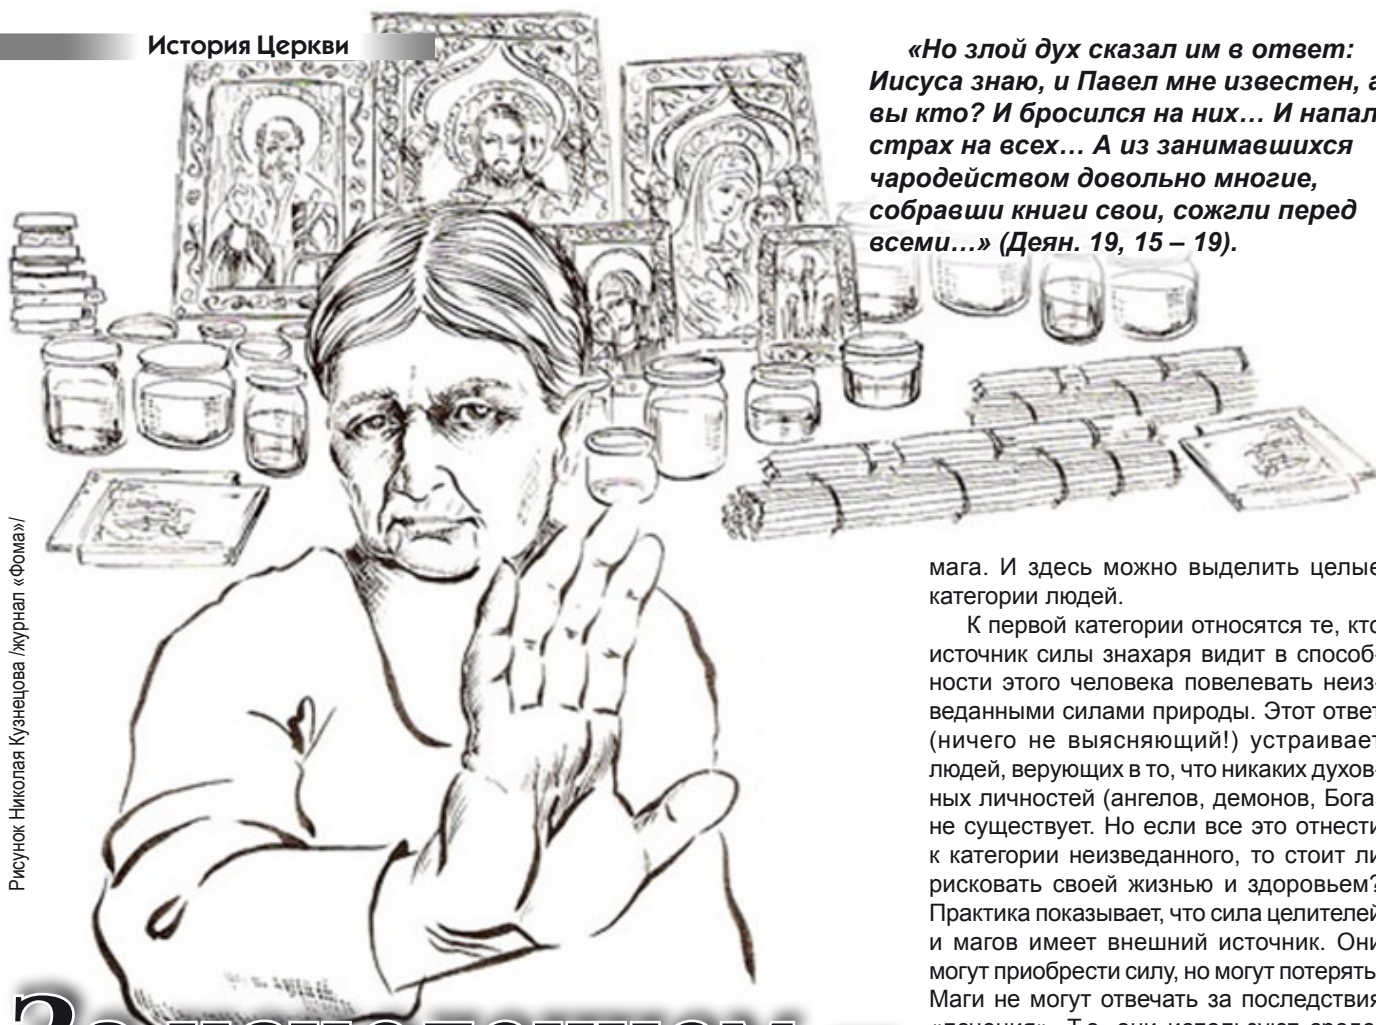 История Церкви
«Но злой дух сказал им в ответ:
Иисуса знаю, и Павел мне известен, а
вы кто? И бросился на них… И напал
страх на всех… А из занимавшихся
чародейством довольно многие,
собравши книги свои, сожгли перед
всеми…» (Деян. 19, 15 – 19).
Рисунок Николая Кузнецова /журнал «Фома»/
мага. И здесь можно выделить целые
категории людей.
К первой категории относятся те, кто
источник силы знахаря видит в способ-
ности этого человека повелевать неиз-
веданными силами природы. Этот ответ
(ничего не выясняющий!) устраивает
людей, верующих в то, что никаких духов-
ных личностей (ангелов, демонов, Бога)
не существует. Но если все это отнести
к категории неизведанного, то стоит ли
рисковать своей жизнью и здоровьем?
Практика показывает, что сила целителей
и магов имеет внешний источник. Они
могут приобрести силу, но могут потерять.
Маги не могут отвечать за последствия